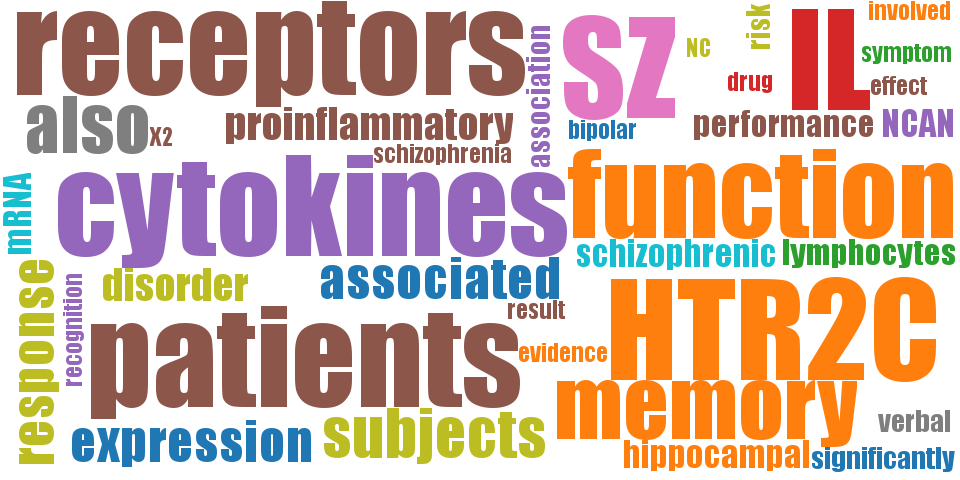 receptors
SZ
NC
risk
IL
involved
symptom
drug
effect
also
X2
proinflammatory
association
bipolar
performance
NCAN
schizophrenia
mRNA
cytokines
function
schizophrenic
lymphocytes
response
recognition
disorder
associated
result
HTR2C
patients
evidence
memory
verbal
expression
subjects
hippocampal
significantly